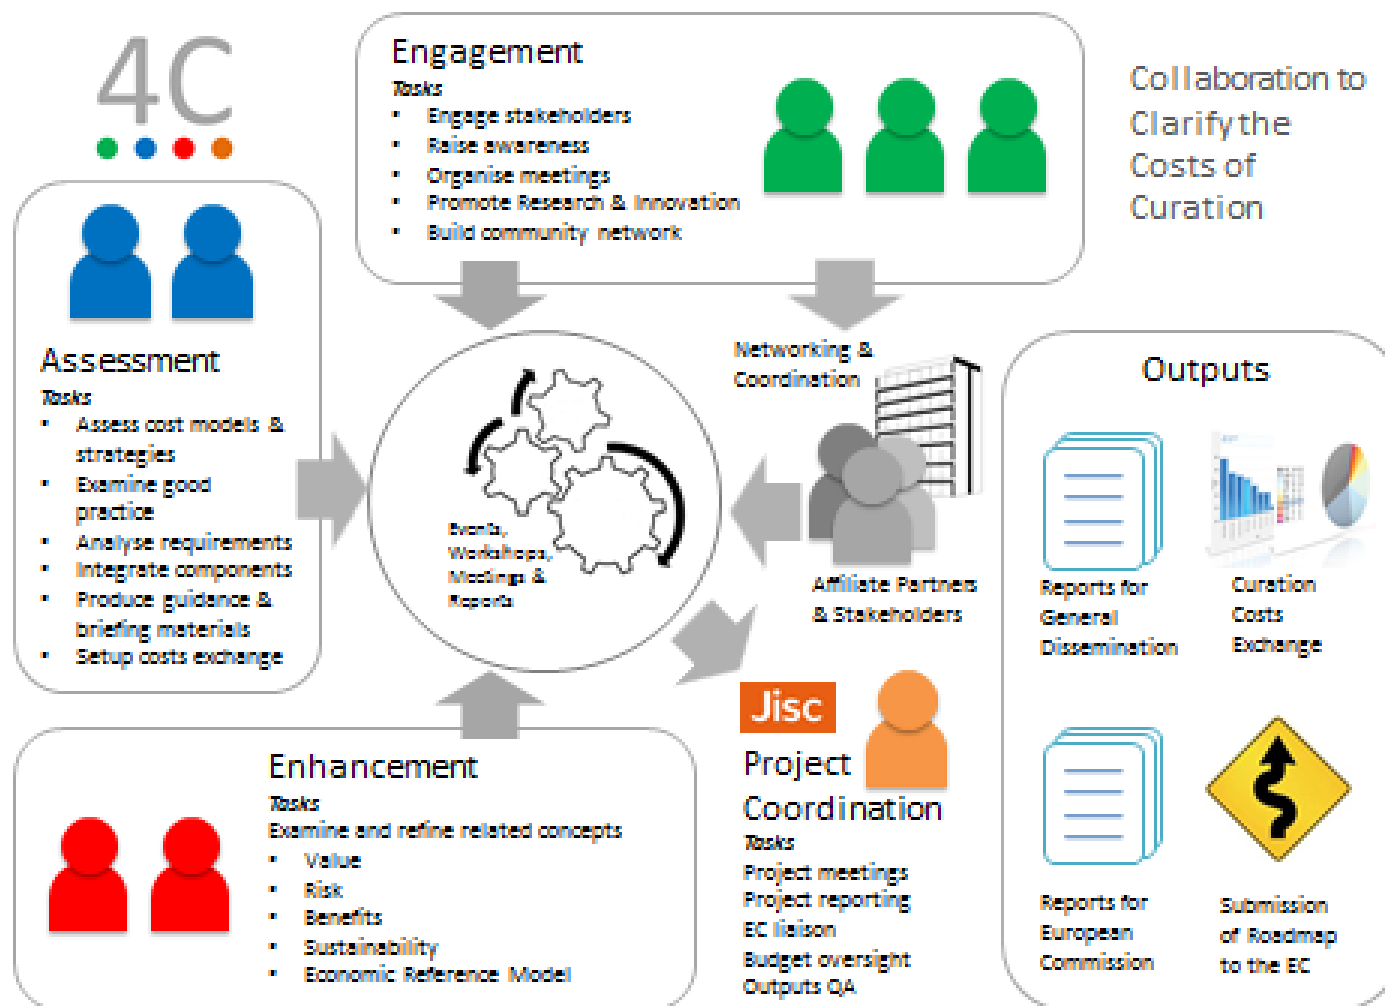 4C
Engagement
Tasks
▪ Engage stakeholders
▪ Raise awareness
▪ Organise meetings
▪ Promote Research & Innovation
▪ Build community network
Collaboration to
Clarify the
Costs of
Curation
Assessment
Tasks
▪ Assess cost models &
strategies
▪ Examine good
practice
▪ Analyse requirements
▪ Integrate components
▪ Produce guidance &
briefing materials
▪ Setup costs exchange
Events,
Workshops,
Meetings &
Reports
Networking &
Coordination
Affiliate Partners
& Stakeholders
Enhancement
Tasks
Examine and refine related concepts
▪ Value
▪ Risk
▪ Benefits
▪ Sustainability
▪ Economic Reference Model
Jisc
Project
Coordination
Tasks
Project meetings
Project reporting
EC liaison
Budget oversight
Outputs QA
Outputs
Reports for
General
Dissemination
Curation
Costs
Exchange
Reports for
European
Commission
Submission
of Roadmap
to the EC